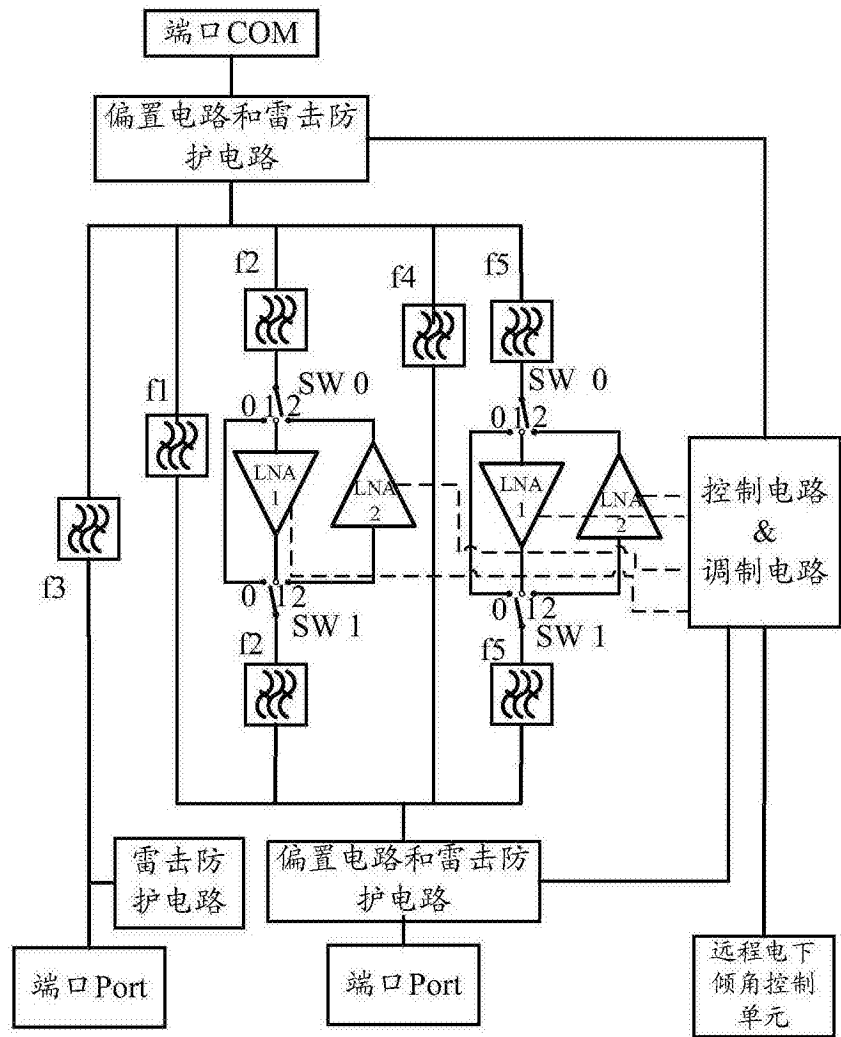 端口COM
偏置电路和雷击防
护电路
f2
f4
f5
SW 0
SW 0
0 1 2
0 1 2
f1
LNA
1
LNA
2
LNA
1
LNA
2
控制电路
&
调制电路
f3
0 1 2
SW 1
0 1 2
SW 1
f2
f5
雷击防
护电路
偏置电路和雷击防
护电路
端口Port
端口Port
远程电下
倾角控制
单元